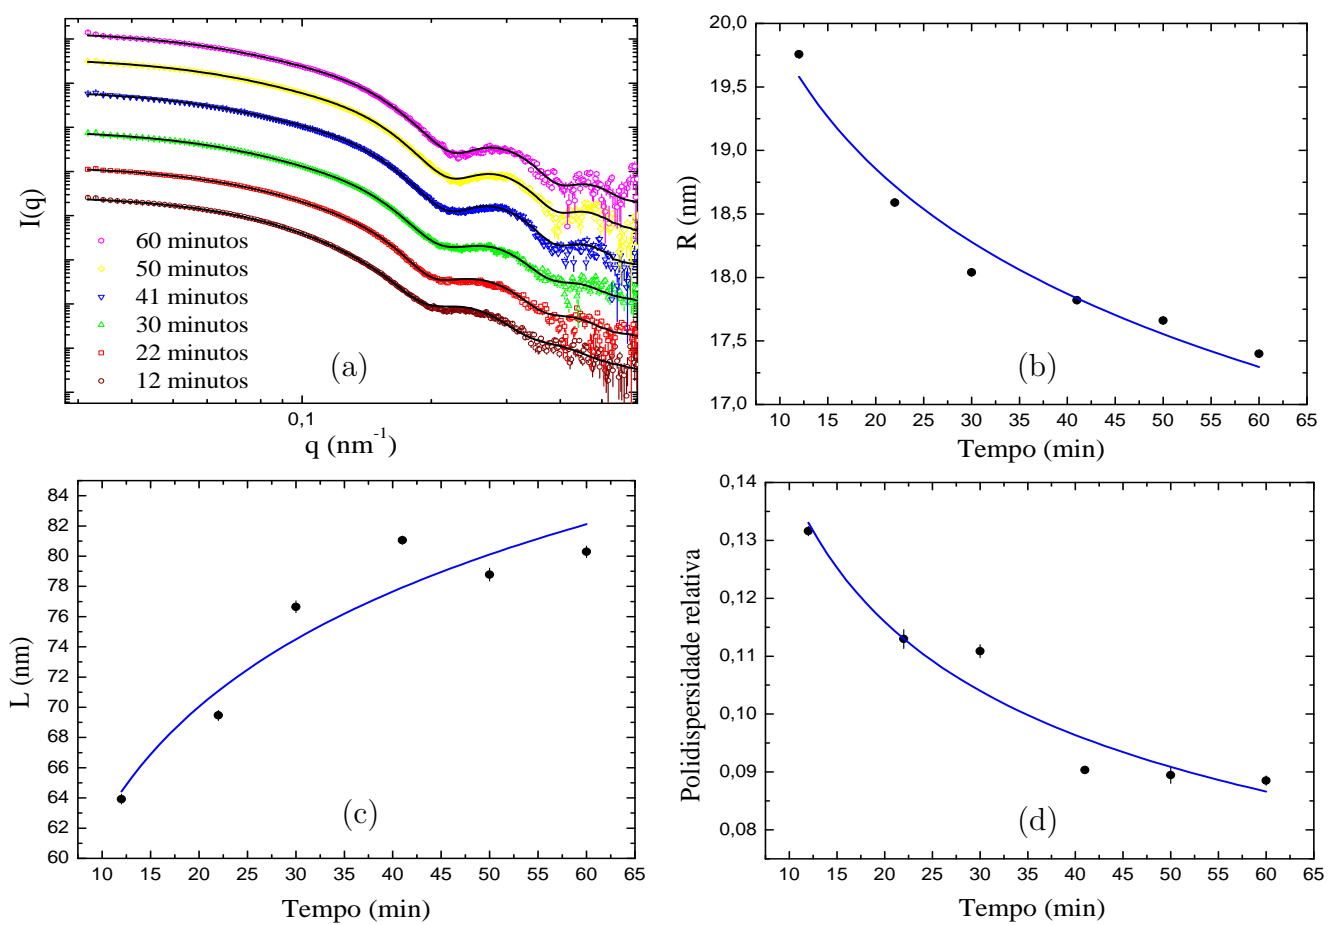 I(q)
60 minutos
50 minutos
41 minutos
30 minutos
22 minutos
12 minutos
(a)
0,1
q (nm⁻¹)
20,0
19,5
19,0
18,5
18,0
17,5
17,0
R (nm)
(b)
10 15 20 25 30 35 40 45 50 55 60 65
Tempo (min)
84
82
80
78
76
74
72
70
68
66
64
62
60
L (nm)
(c)
10 15 20 25 30 35 40 45 50 55 60 65
Tempo (min)
0,14
0,13
0,12
0,11
0,10
0,09
0,08
Polidispersidade relativa
(d)
10 15 20 25 30 35 40 45 50 55 60 65
Tempo (min)